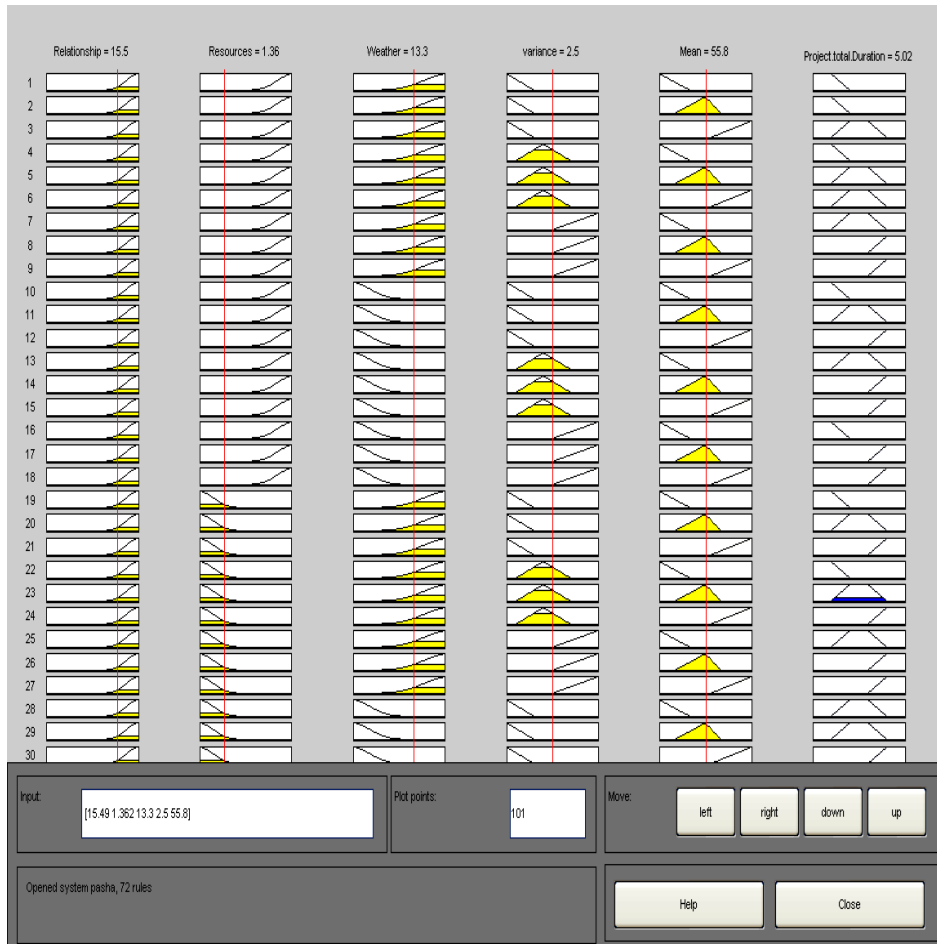 Relationship = 15.5 Resources = 1.36 Weather = 13.3 variance = 2.5 Mean = 55.8 Project.total.Duration = 5.02
1
2
3
4
5
6
7
8
9
10
11
12
13
14
15
16
17
18
19
20
21
22
23
24
25
26
27
28
29
30
Input:
[15.49 1.362 13.3 2.5 55.8]
Plot points:
101
Move:
left
right
down
up
Opened system pasha, 72 rules
Help
Close